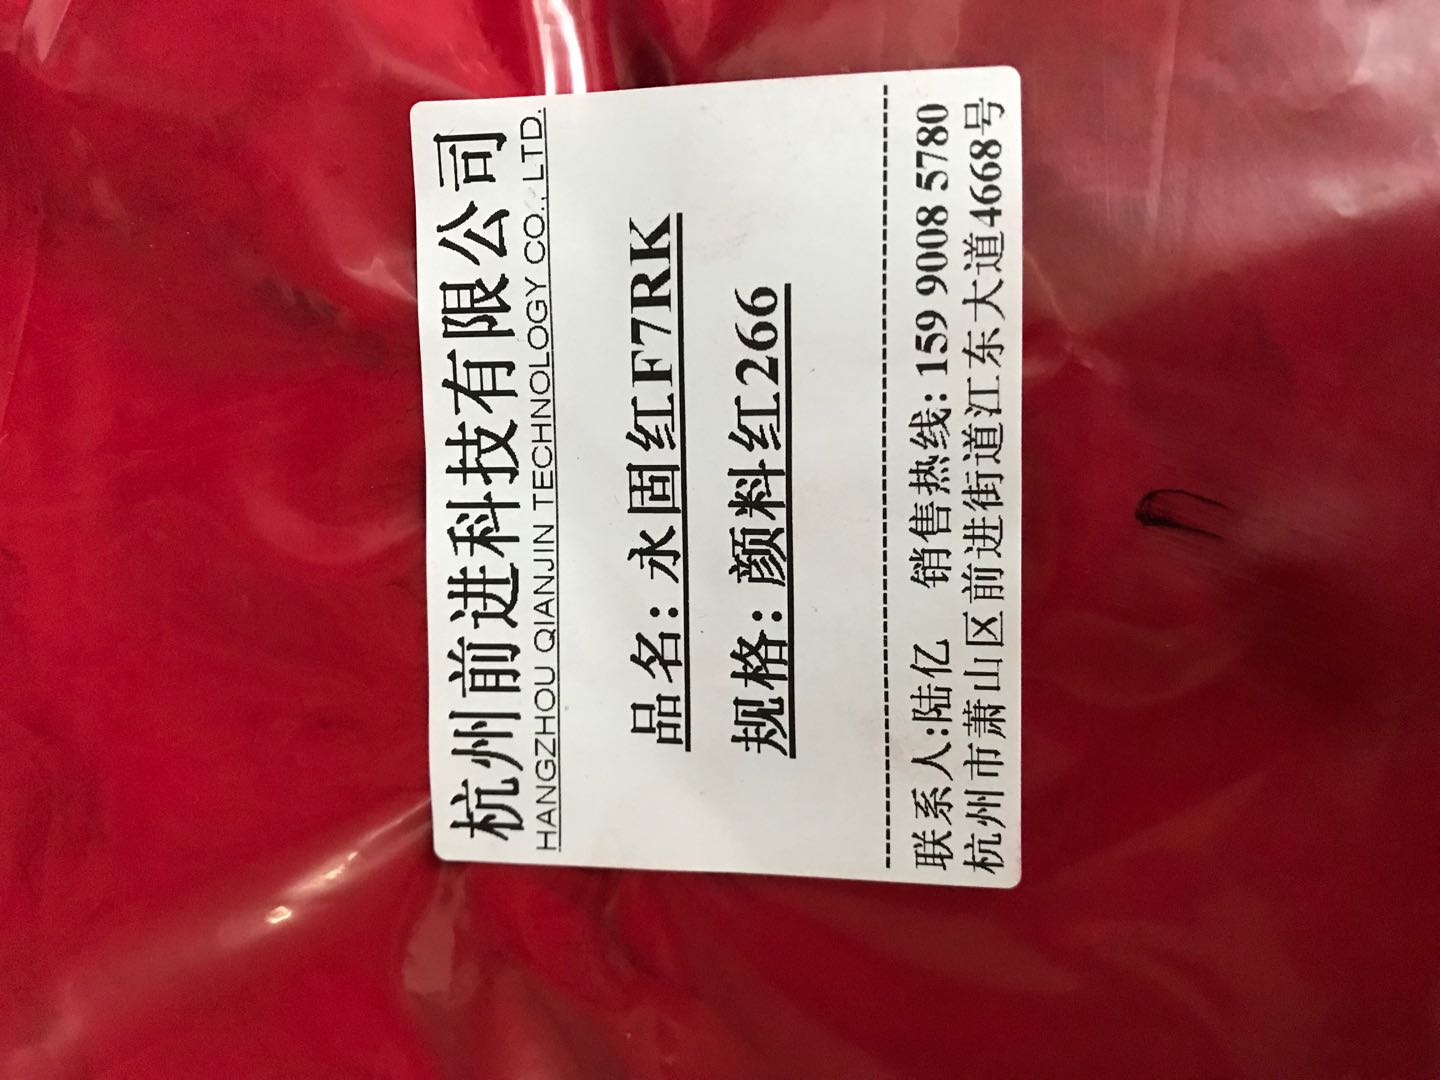 杭州前进科技有限公司
HANGZHOU QIANJIN TECHNOLOGY CO., LTD.
品名:永固红F7RK
规格:颜料红266
联系人:陆亿 销售热线:159 9008 5780
杭州市萧山区前进街道江东大道4668号